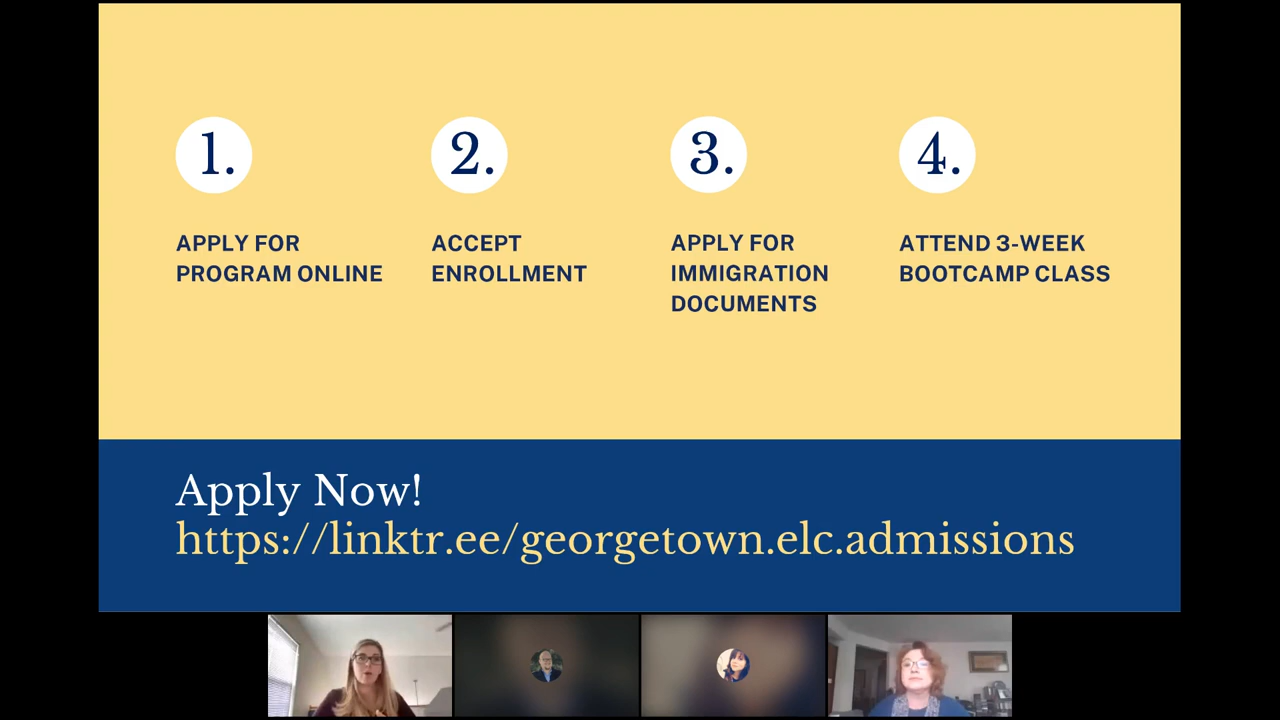 1.
APPLY FOR
PROGRAM ONLINE
2.
ACCEPT
ENROLLMENT
3.
APPLY FOR
IMMIGRATION
DOCUMENTS
4.
ATTEND 3-WEEK
BOOTCAMP CLASS
Apply Now!
https://linktr.ee/georgetown.elc.admissions